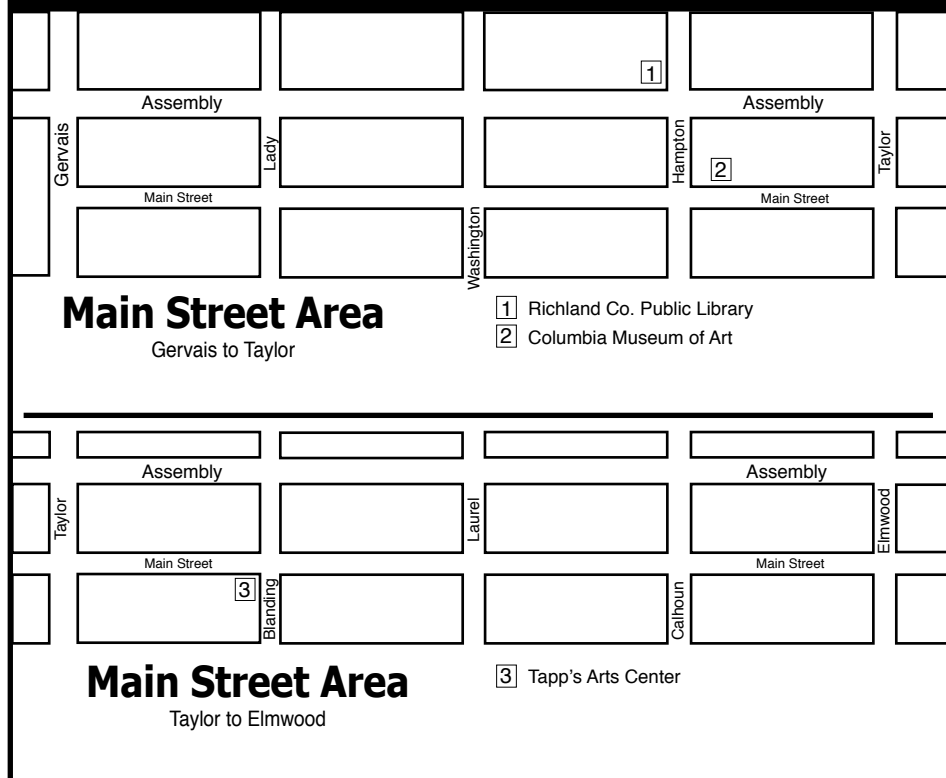 1
Assembly
Assembly
Gervais
Lady
Hampton
Taylor
2
Main Street
Main Street
Washington
Main Street Area
Gervais to Taylor
1 Richland Co. Public Library
2 Columbia Museum of Art
Assembly
Assembly
Taylor
Laurel
Elmwood
Main Street
Main Street
3
Blanding
Calhoun
Main Street Area
Taylor to Elmwood
3 Tapp's Arts Center